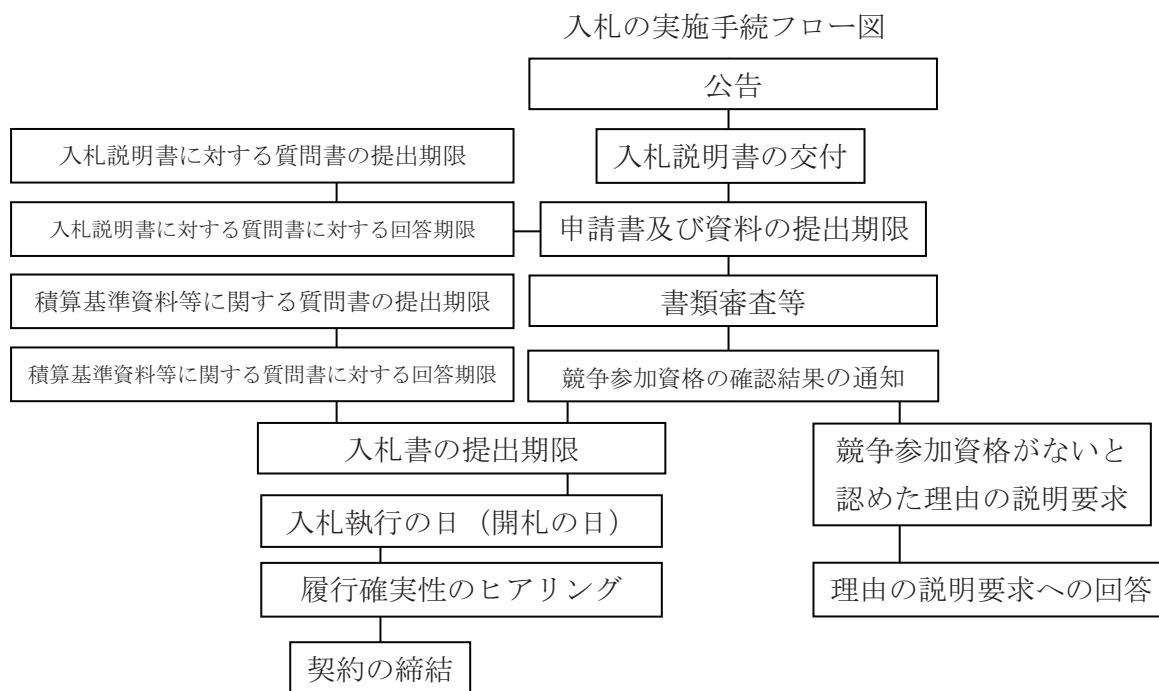 入札の実施手続フロー図
公告
入札説明書に対する質問書の提出期限
入札説明書の交付
入札説明書に対する質問書に対する回答期限
申請書及び資料の提出期限
積算基準資料等に関する質問書の提出期限
書類審査等
積算基準資料等に関する質問書に対する回答期限
競争参加資格の確認結果の通知
入札書の提出期限
競争参加資格がないと
認めた理由の説明要求
入札執行の日（開札の日）
履行確実性のヒアリング
理由の説明要求への回答
契約の締結